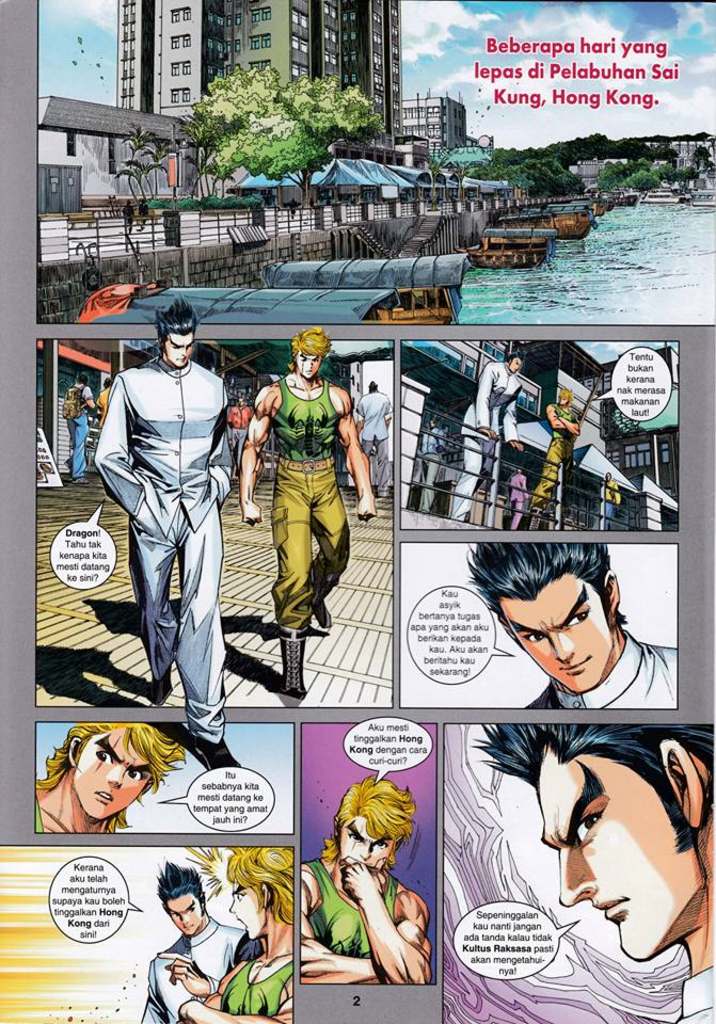 Beberapa hari yang
lepas di Pelabuhan Sai
Kung, Hong Kong.
Dragon!
Tahu tak
kenapa kita
mesti datang
ke sini?
Tentu
bukan
kerana
nak merasa
makanan
laut!
Kau
asyik
bertanya tugas
apa yang akan aku
berikan kepada
kau. Aku akan
beritahu kau
sekarang!
Itu
sebabnya kita
mesti datang ke
tempat yang amat
jauh ini?
Aku mesti
tinggalkan Hong
Kong dengan cara
curi-curi?
Kerana
aku telah
mengaturnya
supaya kau boleh
tinggalkan Hong
Kong dari
sini!
Sepeninggalan
kau nanti jangan
ada tanda kalau tidak
Kultus Raksasa pasti
akan mengetahui-
nya!
2